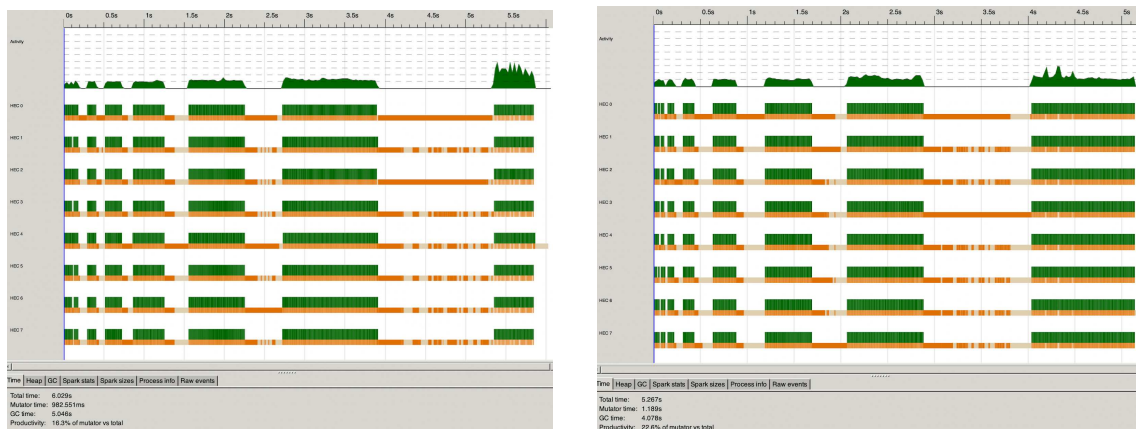 0s 0.5s 1s 1.5s 2s 2.5s 3s 3.5s 4s 4.5s 5s 5.5s
Activity
HEC 0
HEC 1
HEC 2
HEC 3
HEC 4
HEC 5
HEC 6
HEC 7
Time Heap GC Spark stats Spark sizes Process info Raw events
Total time: 6.029s
Mutator time: 982.551ms
GC time: 5.046s
Productivity: 16.3% of mutator vs total
0s 0.5s 1s 1.5s 2s 2.5s 3s 3.5s 4s 4.5s 5s
Activity
HEC 0
HEC 1
HEC 2
HEC 3
HEC 4
HEC 5
HEC 6
HEC 7
Time Heap GC Spark stats Spark sizes Process info Raw events
Total time: 5.267s
Mutator time: 1.189s
GC time: 4.078s
Productivity: 22.6% of mutator vs total